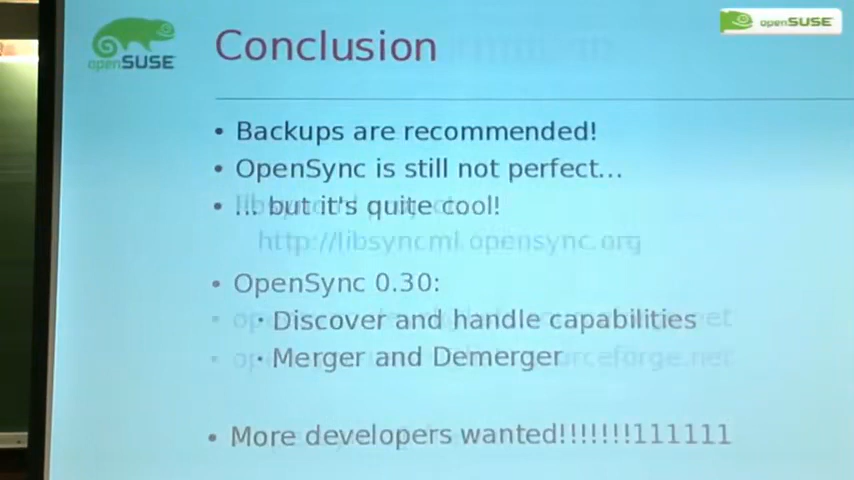 openSUSE
Conclusion
openSUSE
• Backups are recommended!
• OpenSync is still not perfect...
• ... but it's quite cool!
http://libsyncml.opensync.org
• OpenSync 0.30:
• Discover and handle capabilities
• Merger and Demerger
• More developers wanted!!!!!!!111111